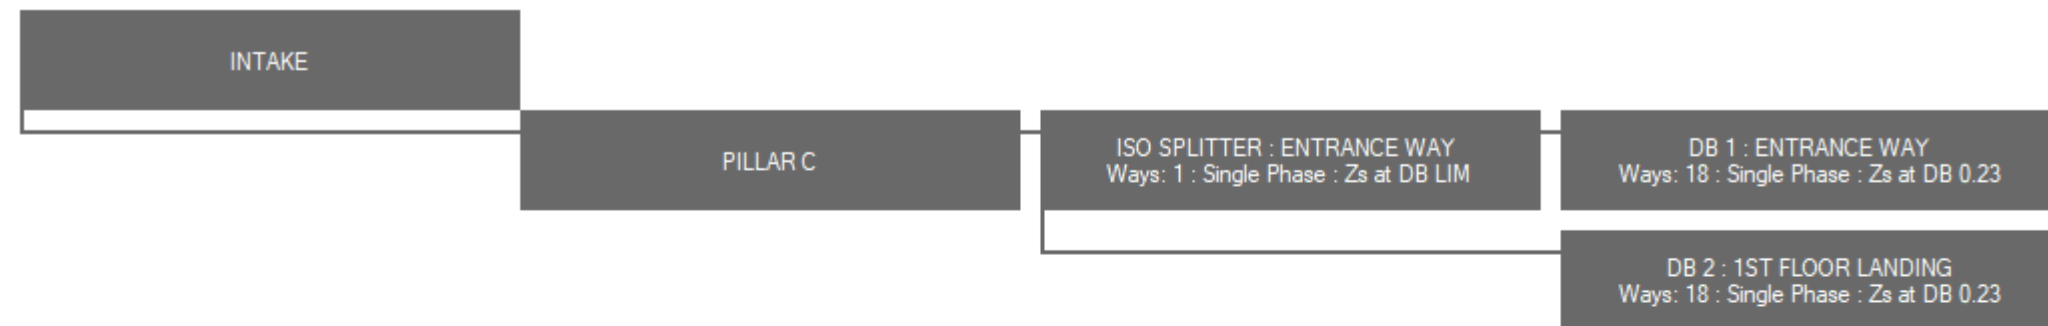 INTAKE
PILLAR C
ISO SPLITTER : ENTRANCE WAY
Ways: 1 : Single Phase : Zs at DB LIM
DB 1 : ENTRANCE WAY
Ways: 18 : Single Phase : Zs at DB 0.23
DB 2 : 1ST FLOOR LANDING
Ways: 18 : Single Phase : Zs at DB 0.23